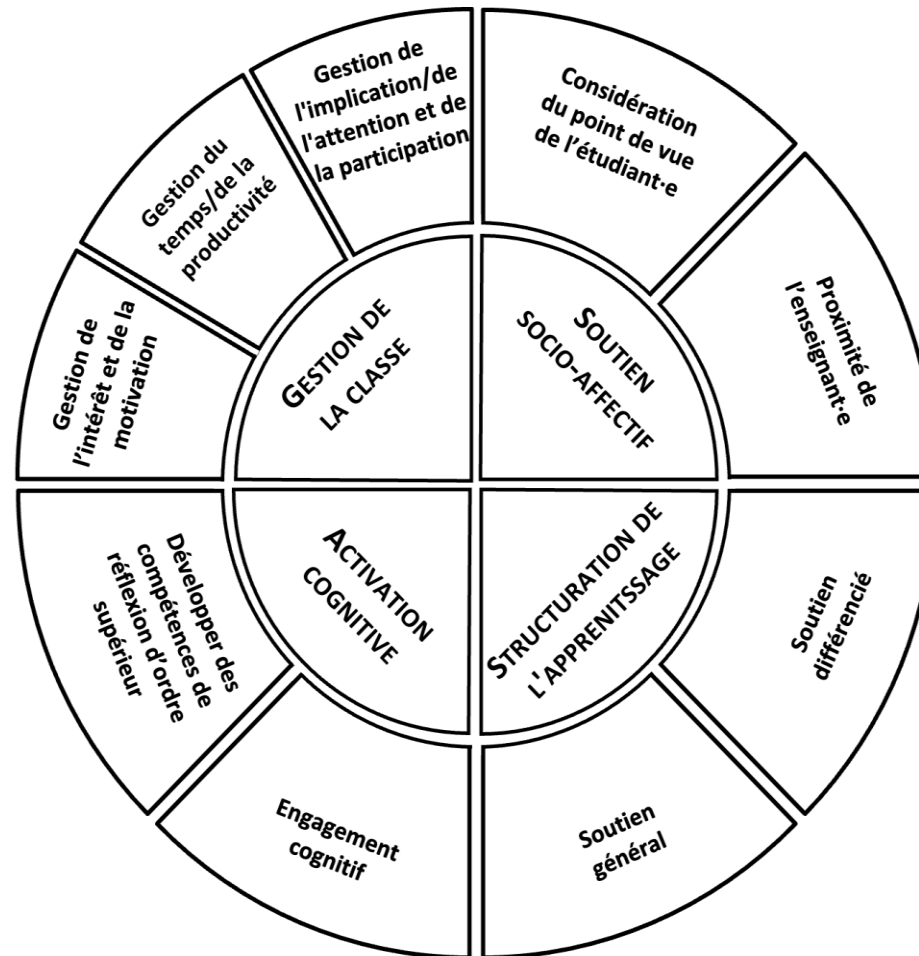 Gestion de
l'implication/de
l'attention et de
la participation
Considération
du point de vue
de l'étudiant·e
Gestion du
temps/de la
productivité
Proximité de
l'enseignant·e
Gestion de
l'intérêt et de la
motivation
GESTION DE
LA CLASSE
SOUTIEN
SOCIO-AFFECTIF
Développer des
compétences de
réflexion d'ordre
supérieur
ACTIVATION
COGNITIVE
STRUCTURATION DE
L'APPRENITSSAGE
Soutien
différencié
Engagement
cognitif
Soutien
général